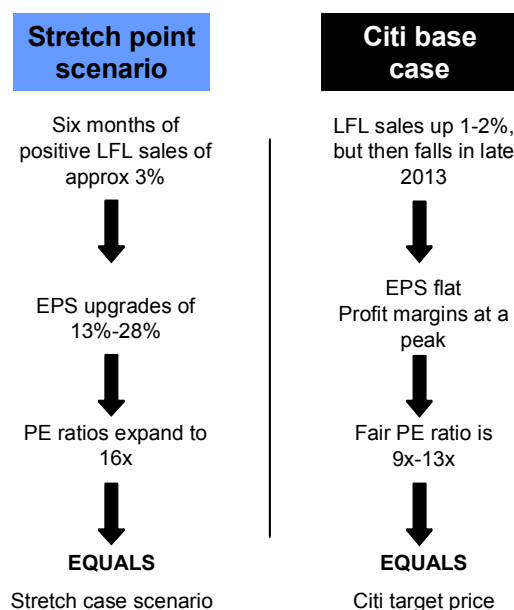 Stretch point
scenario
Six months of
positive LFL sales of
approx 3%
EPS upgrades of
13%-28%
PE ratios expand to
16x
EQUALS
Stretch case scenario
Citi base
case
LFL sales up 1-2%,
but then falls in late
2013
EPS flat
Profit margins at a
peak
Fair PE ratio is
9x-13x
EQUALS
Citi target price